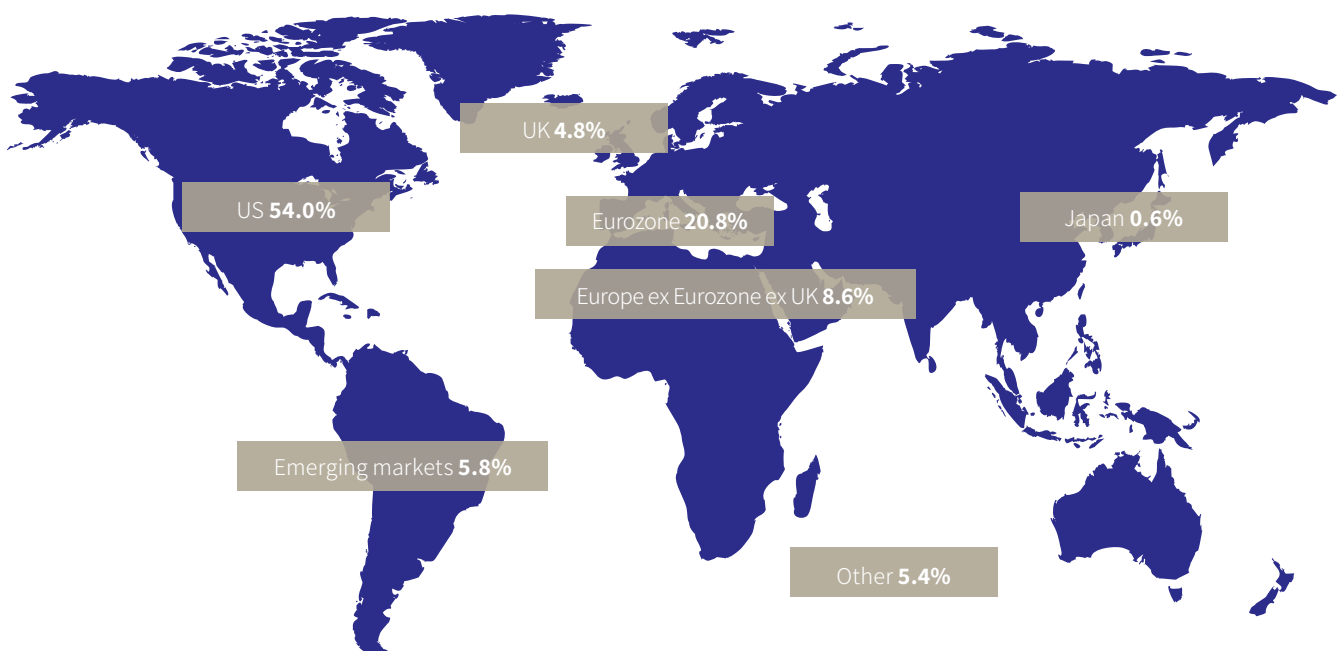 UK 4.8%
US 54.0%
Eurozone 20.8%
Japan 0.6%
Europe ex Eurozone ex UK 8.6%
Emerging markets 5.8%
Other 5.4%